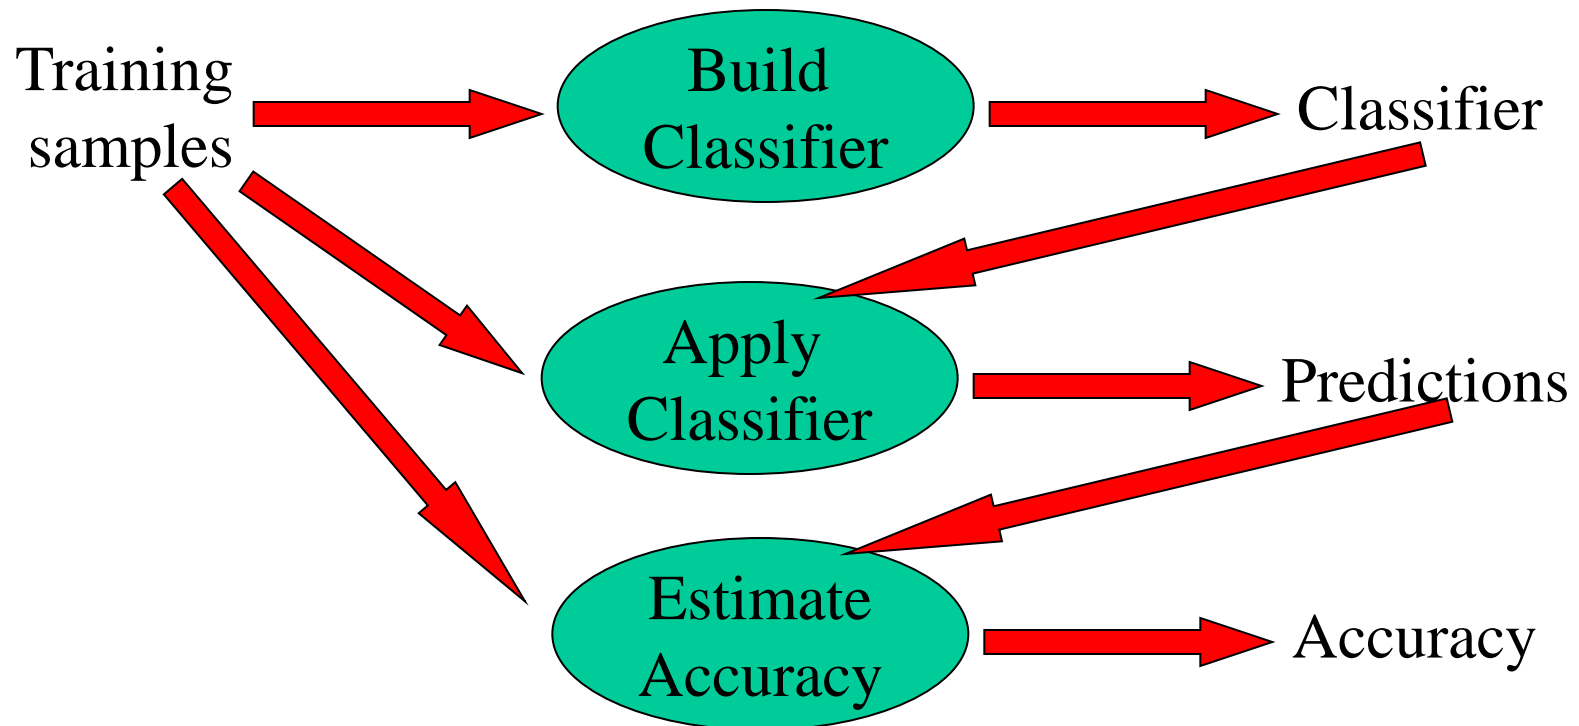 Training
samples
Build
Classifier
Classifier
Apply
Classifier
Predictions
Estimate
Accuracy
Accuracy